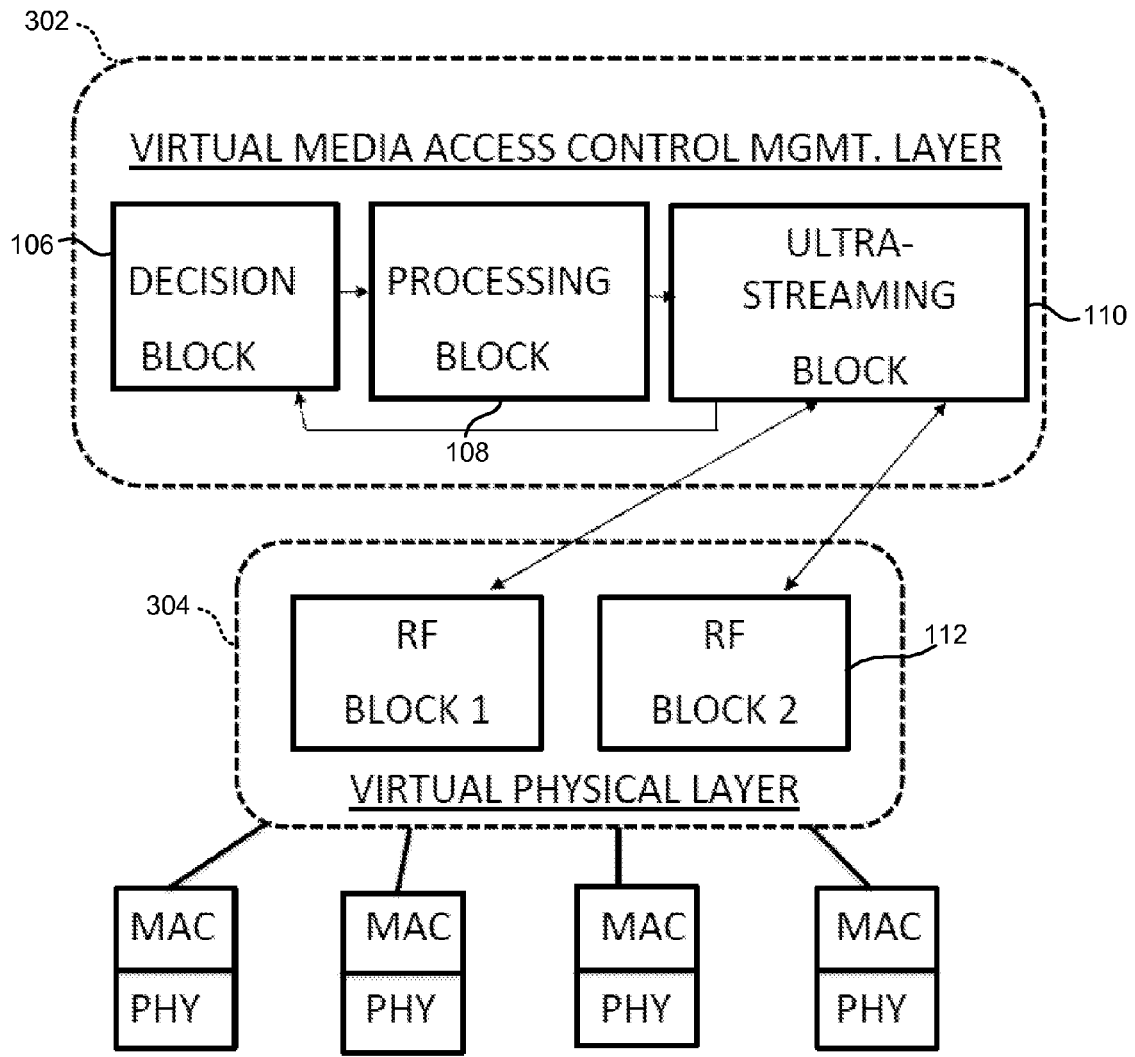 302
VIRTUAL MEDIA ACCESS CONTROL MGMT. LAYER
106
DECISION
BLOCK
PROCESSING
BLOCK
108
ULTRA-
STREAMING
BLOCK
110
304
RF
BLOCK 1
RF
BLOCK 2
112
VIRTUAL PHYSICAL LAYER
MAC
PHY
MAC
PHY
MAC
PHY
MAC
PHY